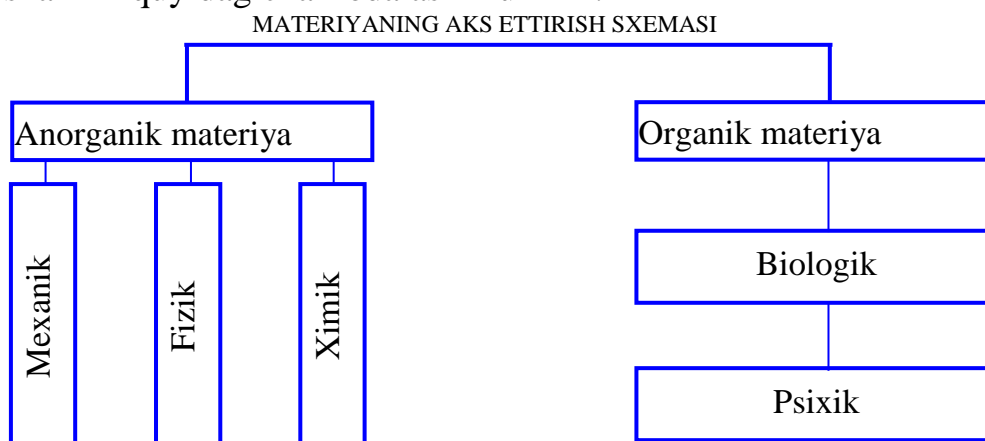 MATERIYANING AKS ETTIRISH SXEMASI
Anorganik materiya
Organik materiya
Mexanik
Fizik
Ximik
Biologik
Psixik